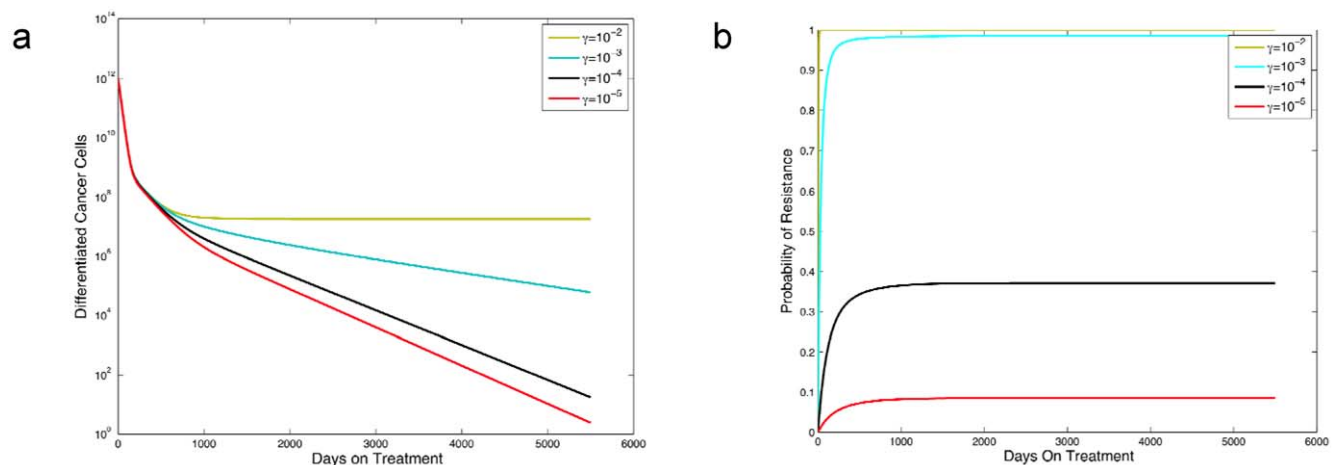 a
10^14
10^12
10^10
10^8
10^6
10^4
10^2
10^0
Differentiated Cancer Cells
0 1000 2000 3000 4000 5000 6000
Days on Treatment
γ=10^-2
γ=10^-3
γ=10^-4
γ=10^-5
b
1
0.9
0.8
0.7
0.6
0.5
0.4
0.3
0.2
0.1
0
Probability of Resistance
0 1000 2000 3000 4000 5000 6000
Days On Treatment
γ=10^-2
γ=10^-3
γ=10^-4
γ=10^-5